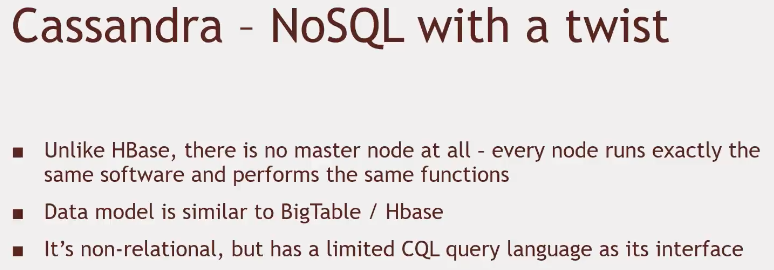 Cassandra – NoSQL with a twist
■ Unlike HBase, there is no master node at all – every node runs exactly the
same software and performs the same functions
■ Data model is similar to BigTable / Hbase
■ It's non-relational, but has a limited CQL query language as its interface